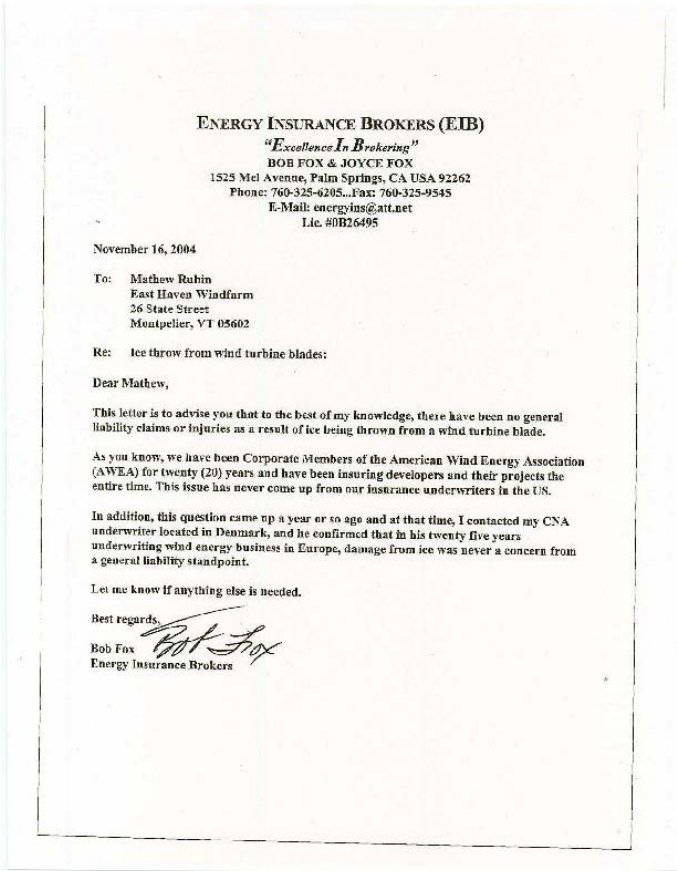 ENERGY INSURANCE BROKERS (EIB)
"Excellence In Brokering"
BOB FOX & JOYCE FOX
1525 Mel Avenue, Palm Springs, CA USA 92262
Phone: 760-325-6205...Fax: 760-325-9545
E-Mail: energyins@att.net
Lic. #0B26495
November 16, 2004
To: Mathew Rubin
East Haven Windfarm
26 State Street
Montpelier, VT 05602
Re: Ice throw from wind turbine blades:
Dear Mathew,
This letter is to advise you that to the best of my knowledge, there have been no general
liability claims or injuries as a result of ice being thrown from a wind turbine blade.
As you know, we have been Corporate Members of the American Wind Energy Association
(AWEA) for twenty (20) years and have been insuring developers and their projects the
entire time. This issue has never come up from our insurance underwriters in the US.
In addition, this question came up a year or so ago and at that time, I contacted my CNA
underwriter located in Denmark, and he confirmed that in his twenty five years
underwriting wind energy business in Europe, damage from ice was never a concern from
a general liability standpoint.
Let me know if anything else is needed.
Best regards,
Bob Fox
Bob Fox
Energy Insurance Brokers